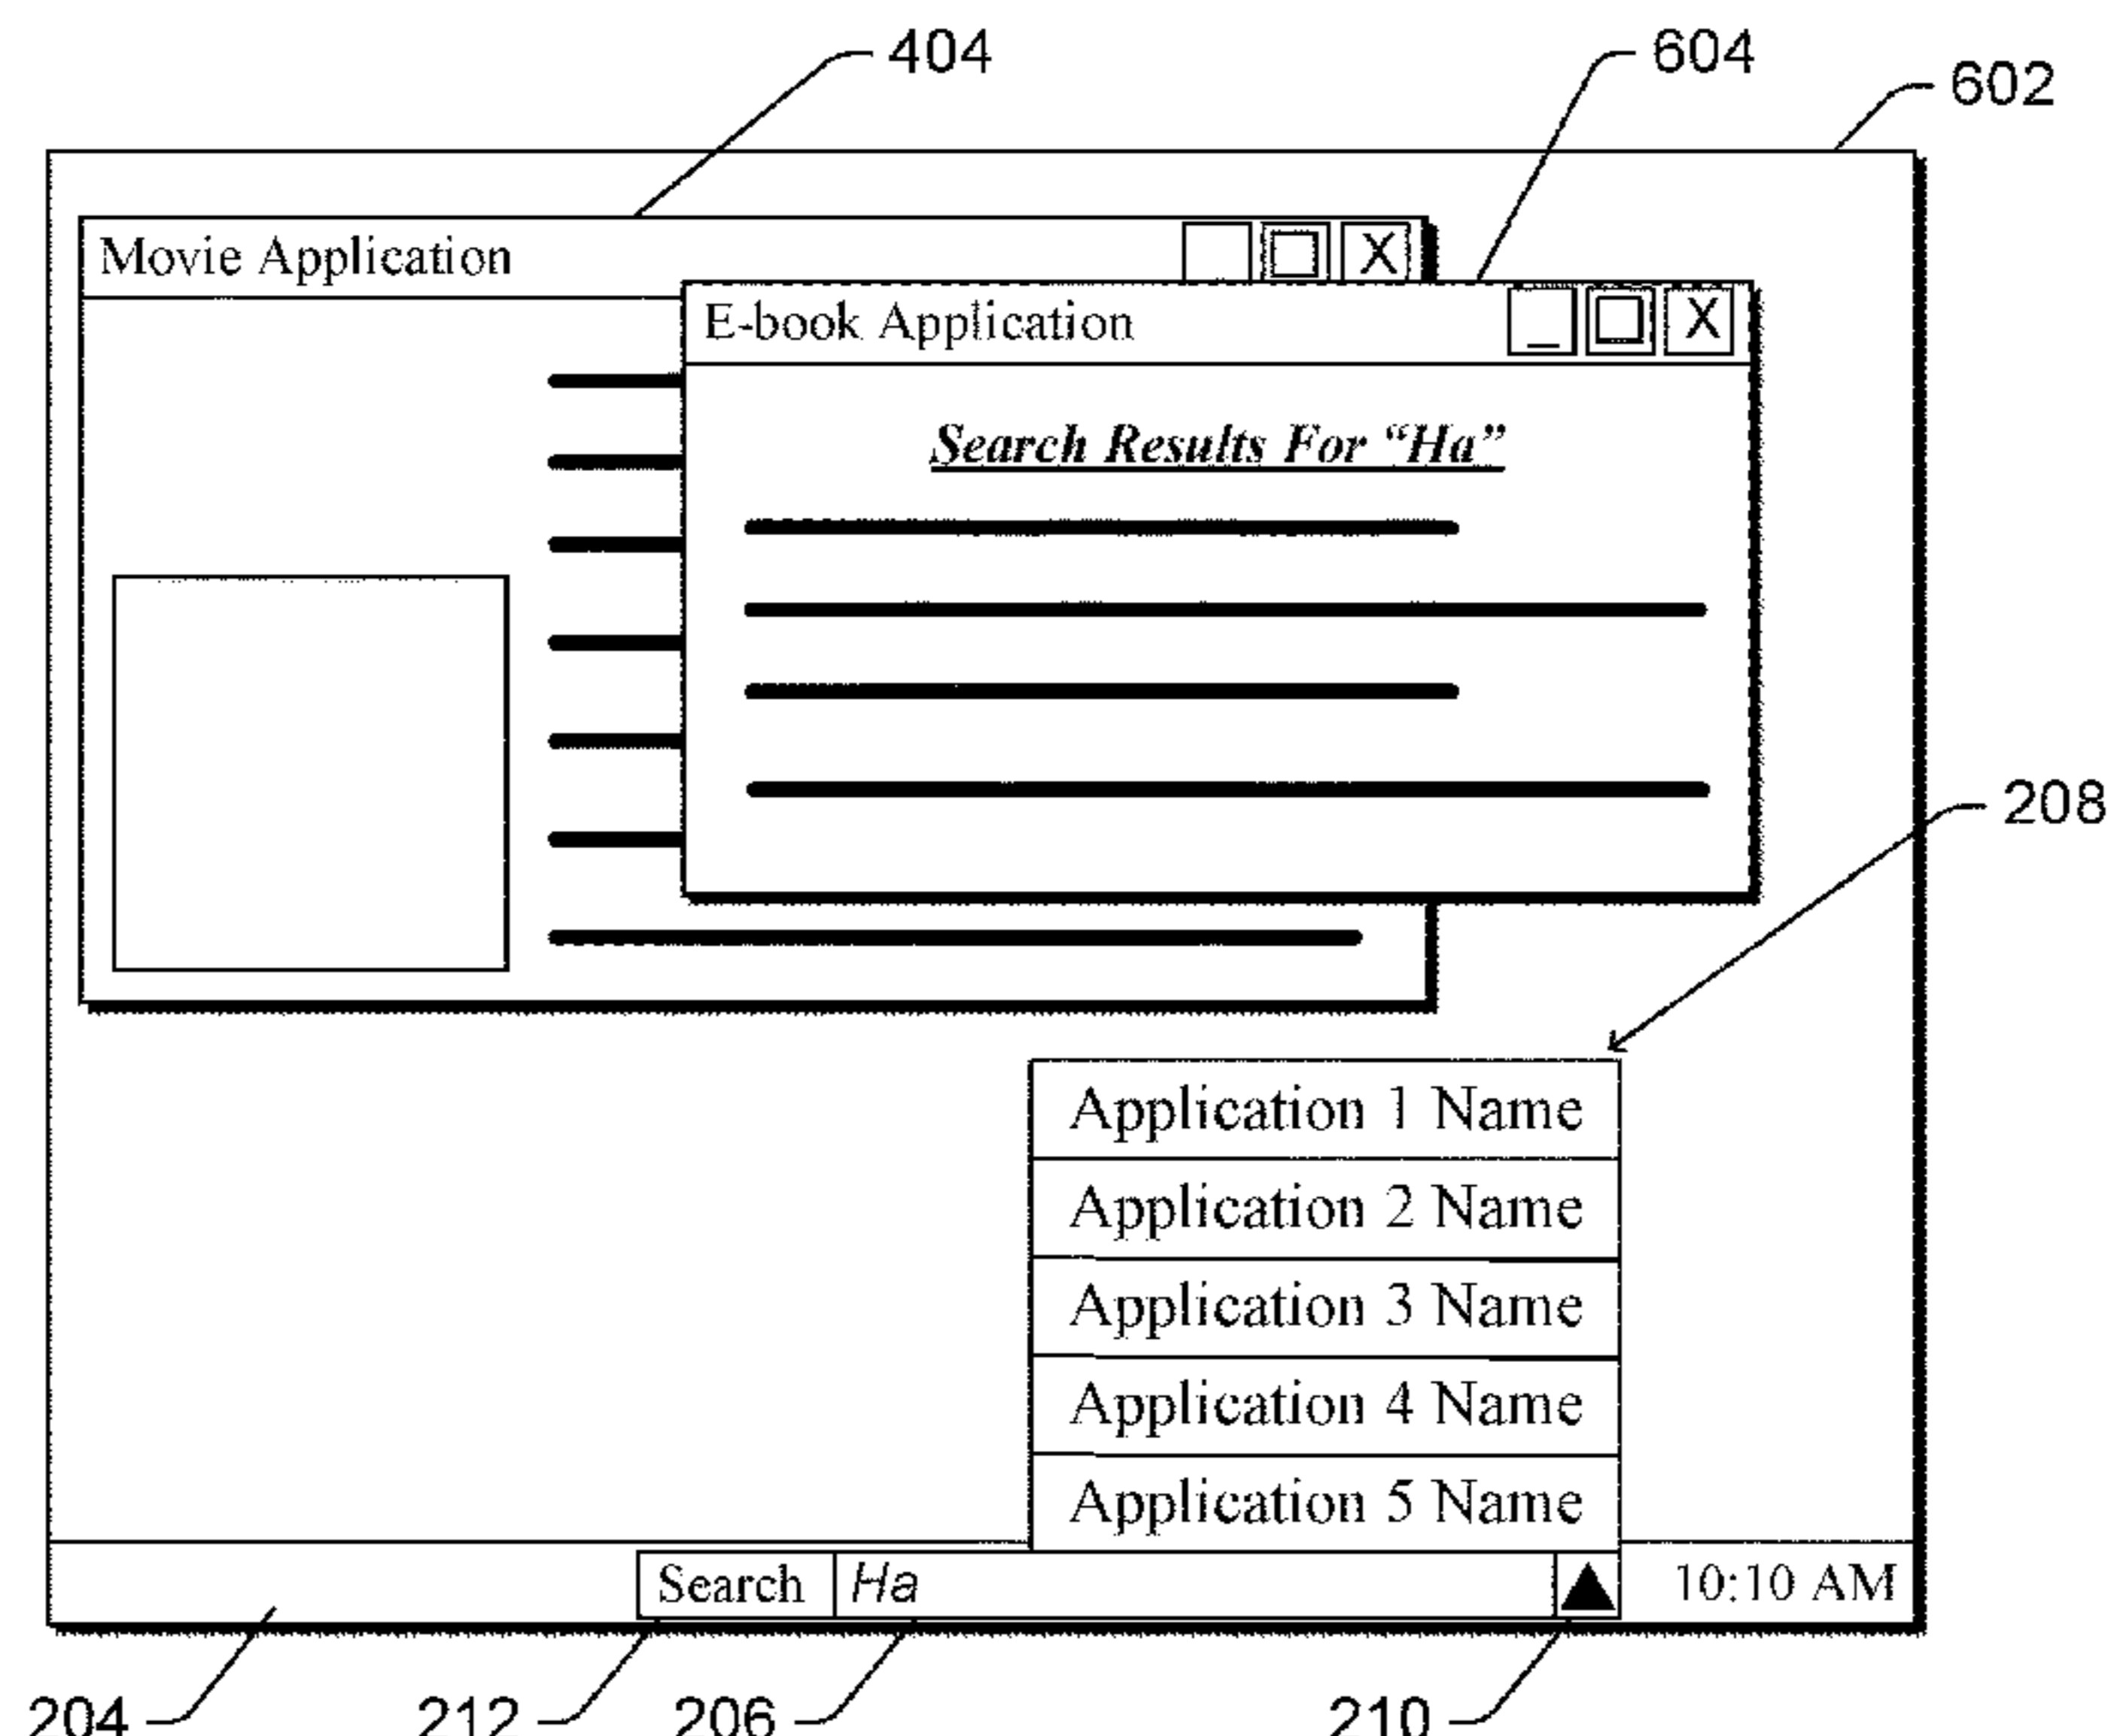 404
604
602
Movie Application
X
E-book Application
X
Search Results For “Ha”
208
Application 1 Name
Application 2 Name
Application 3 Name
Application 4 Name
Application 5 Name
Search Ha 10:10 AM
204 212 206 210